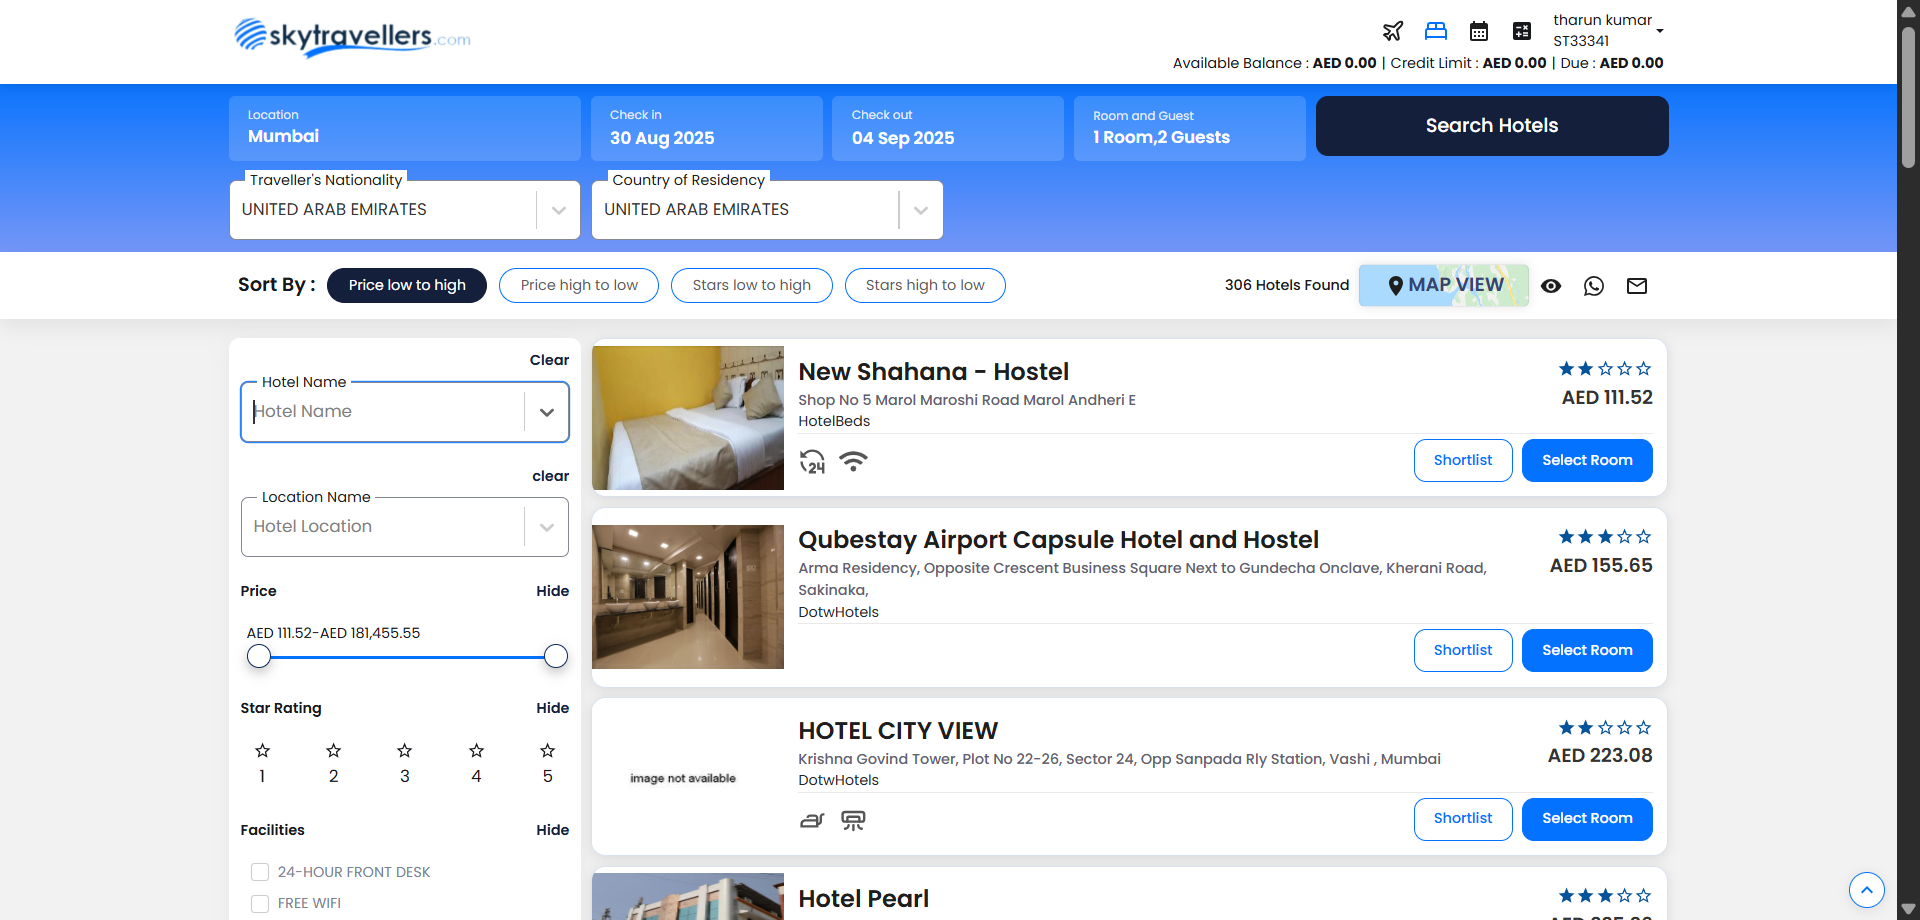 skytravellers.com
tharun kumar
ST33341
Available Balance : AED 0.00 | Credit Limit : AED 0.00 | Due : AED 0.00
Location
Mumbai
Check in
30 Aug 2025
Check out
04 Sep 2025
Room and Guest
1 Room,2 Guests
Search Hotels
Traveller's Nationality
UNITED ARAB EMIRATES
Country of Residency
UNITED ARAB EMIRATES
Sort By :
Price low to high
Price high to low
Stars low to high
Stars high to low
306 Hotels Found
MAP VIEW
Clear
Hotel Name
Hotel Name
clear
Location Name
Hotel Location
Price
Hide
AED 111.52-AED 181,455.55
Star Rating
Hide
1 2 3 4 5
Facilities
Hide
24-HOUR FRONT DESK
FREE WIFI
New Shahana - Hostel
Shop No 5 Marol Maroshi Road Marol Andheri E
HotelBeds
AED 111.52
24
Shortlist
Select Room
Qubestay Airport Capsule Hotel and Hostel
Arma Residency, Opposite Crescent Business Square Next to Gundecha Onclave, Kherani Road,
Sakinaka,
DotwHotels
AED 155.65
Shortlist
Select Room
image not available
HOTEL CITY VIEW
Krishna Govind Tower, Plot No 22-26, Sector 24, Opp Sanpada Rly Station, Vashi , Mumbai
DotwHotels
AED 223.08
Shortlist
Select Room
Hotel Pearl